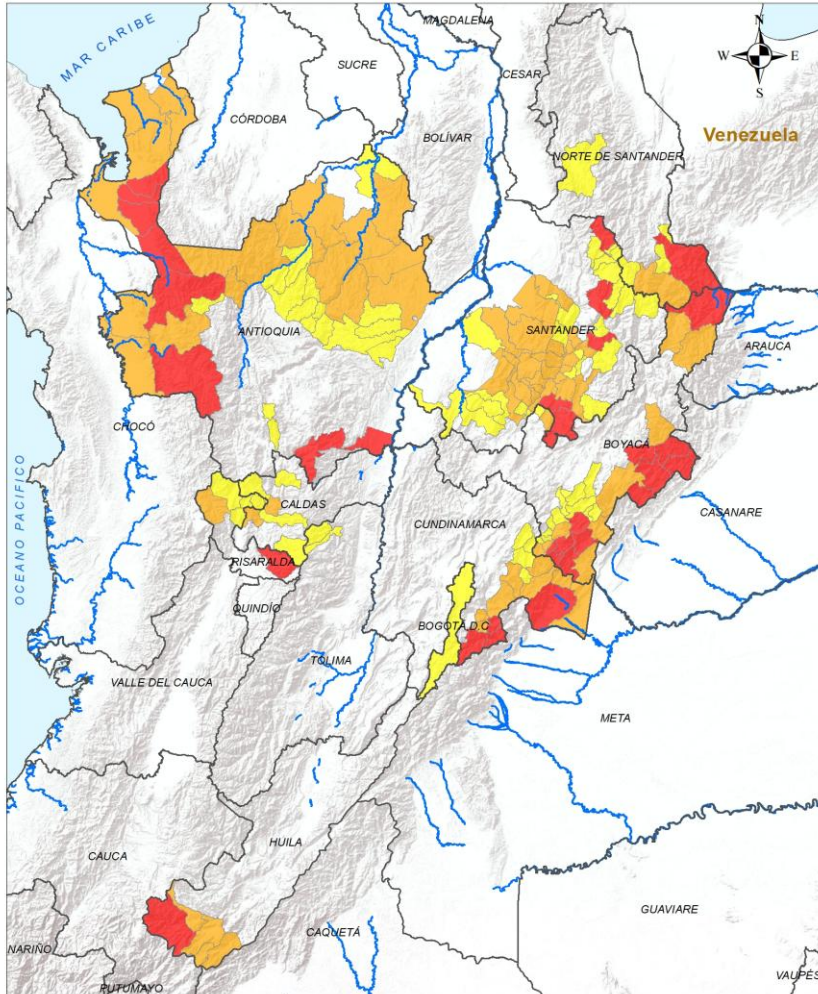 MAGDALENA
N
W E
S
MAR CARIBE
SUCRE
CESAR
CÓRDOBA
BOLÍVAR
Venezuela
NORTE DE SANTANDER
ANTIOQUIA
SANTANDER
ARAUCA
CHOCÓ
BOYACÁ
CALDAS
CASANARE
CUNDINAMARCA
OCEANO PACIFICO
RISARALDA
QUINDÍO
BOGOTÁ, D.C
TOLIMA
VALLE DEL CAUCA
META
HUILA
CAUCA
GUAVIARE
CAQUETÁ
NARIÑO
VAUPÉS
PUTUMAYO